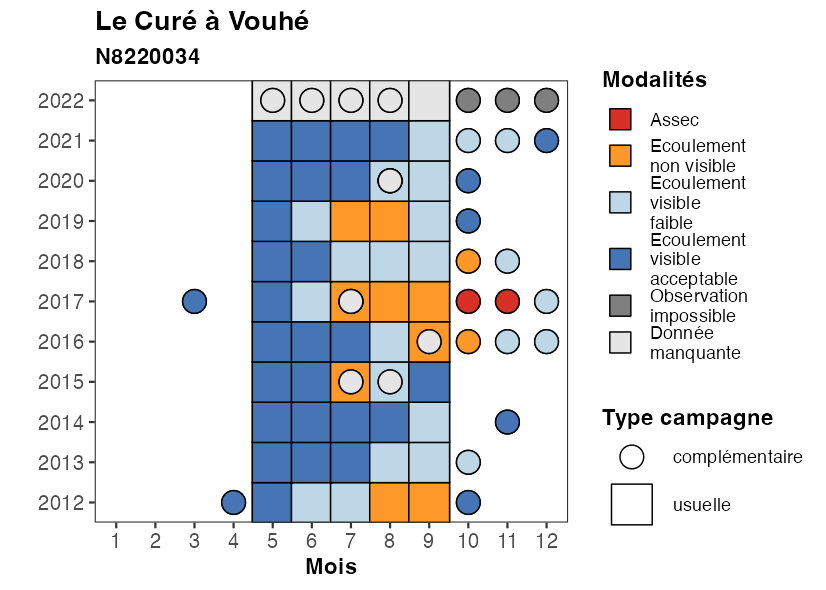 Le Curé à Vouhé
N8220034
2022
2021
2020
2019
2018
2017
2016
2015
2014
2013
2012
1 2 3 4 5 6 7 8 9 10 11 12
Mois
Modalités
Assec
Ecoulement
non visible
Ecoulement
visible
faible
Ecoulement
visible
acceptable
Observation
impossible
Donnée
manquante
Type campagne
complémentaire
usuelle